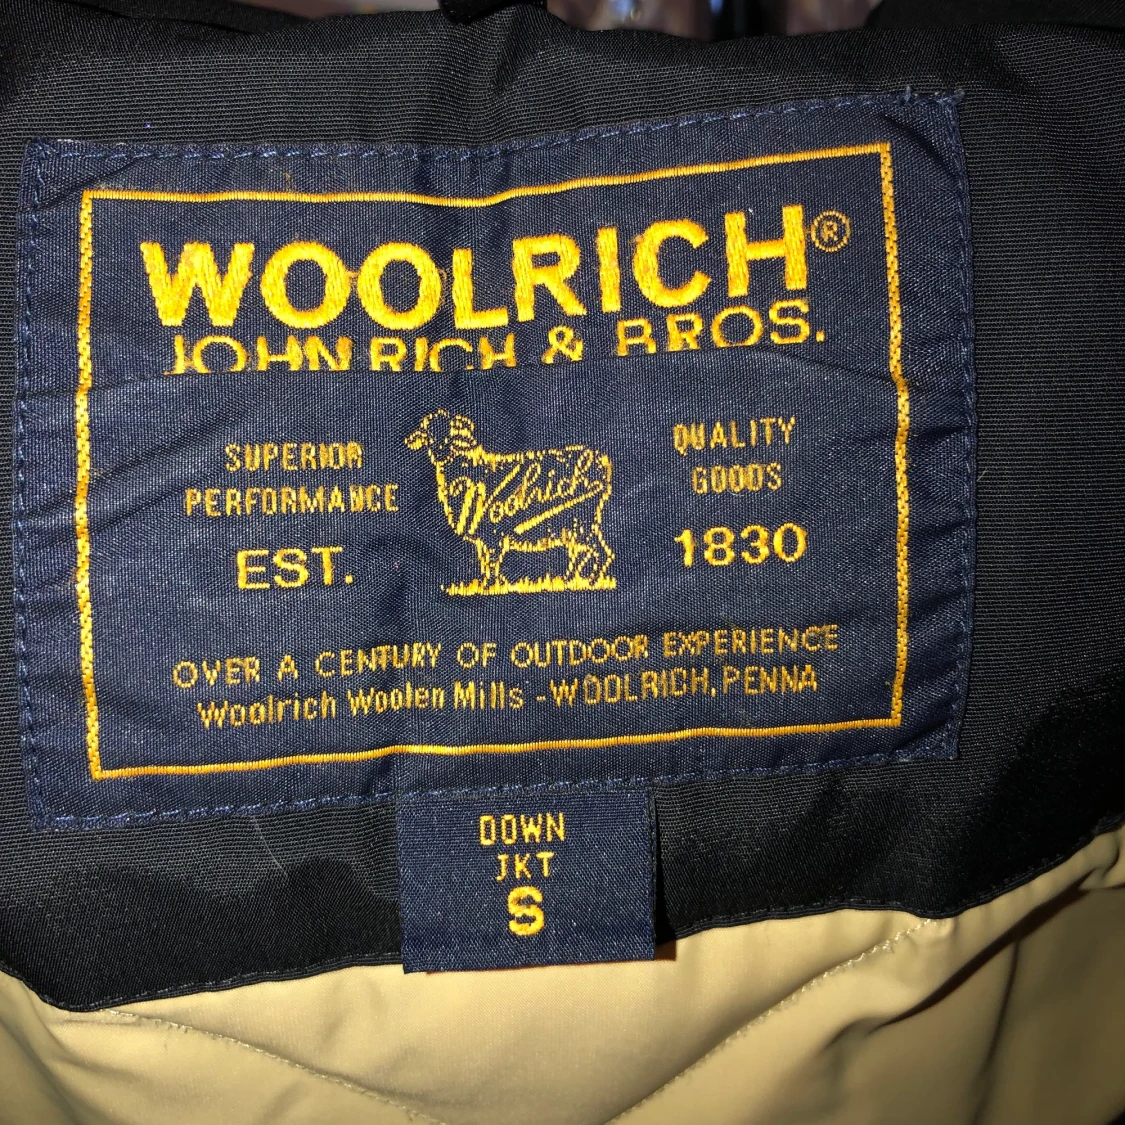 WOOLRICH®
JOHN RICH & BROS.
SUPERIOR
PERFORMANCE
EST.
Woolrich
QUALITY
GOODS
1830
OVER A CENTURY OF OUTDOOR EXPERIENCE
Woolrich Woolen Mills - WOOLRICH, PENNA
DOWN
JKT
S